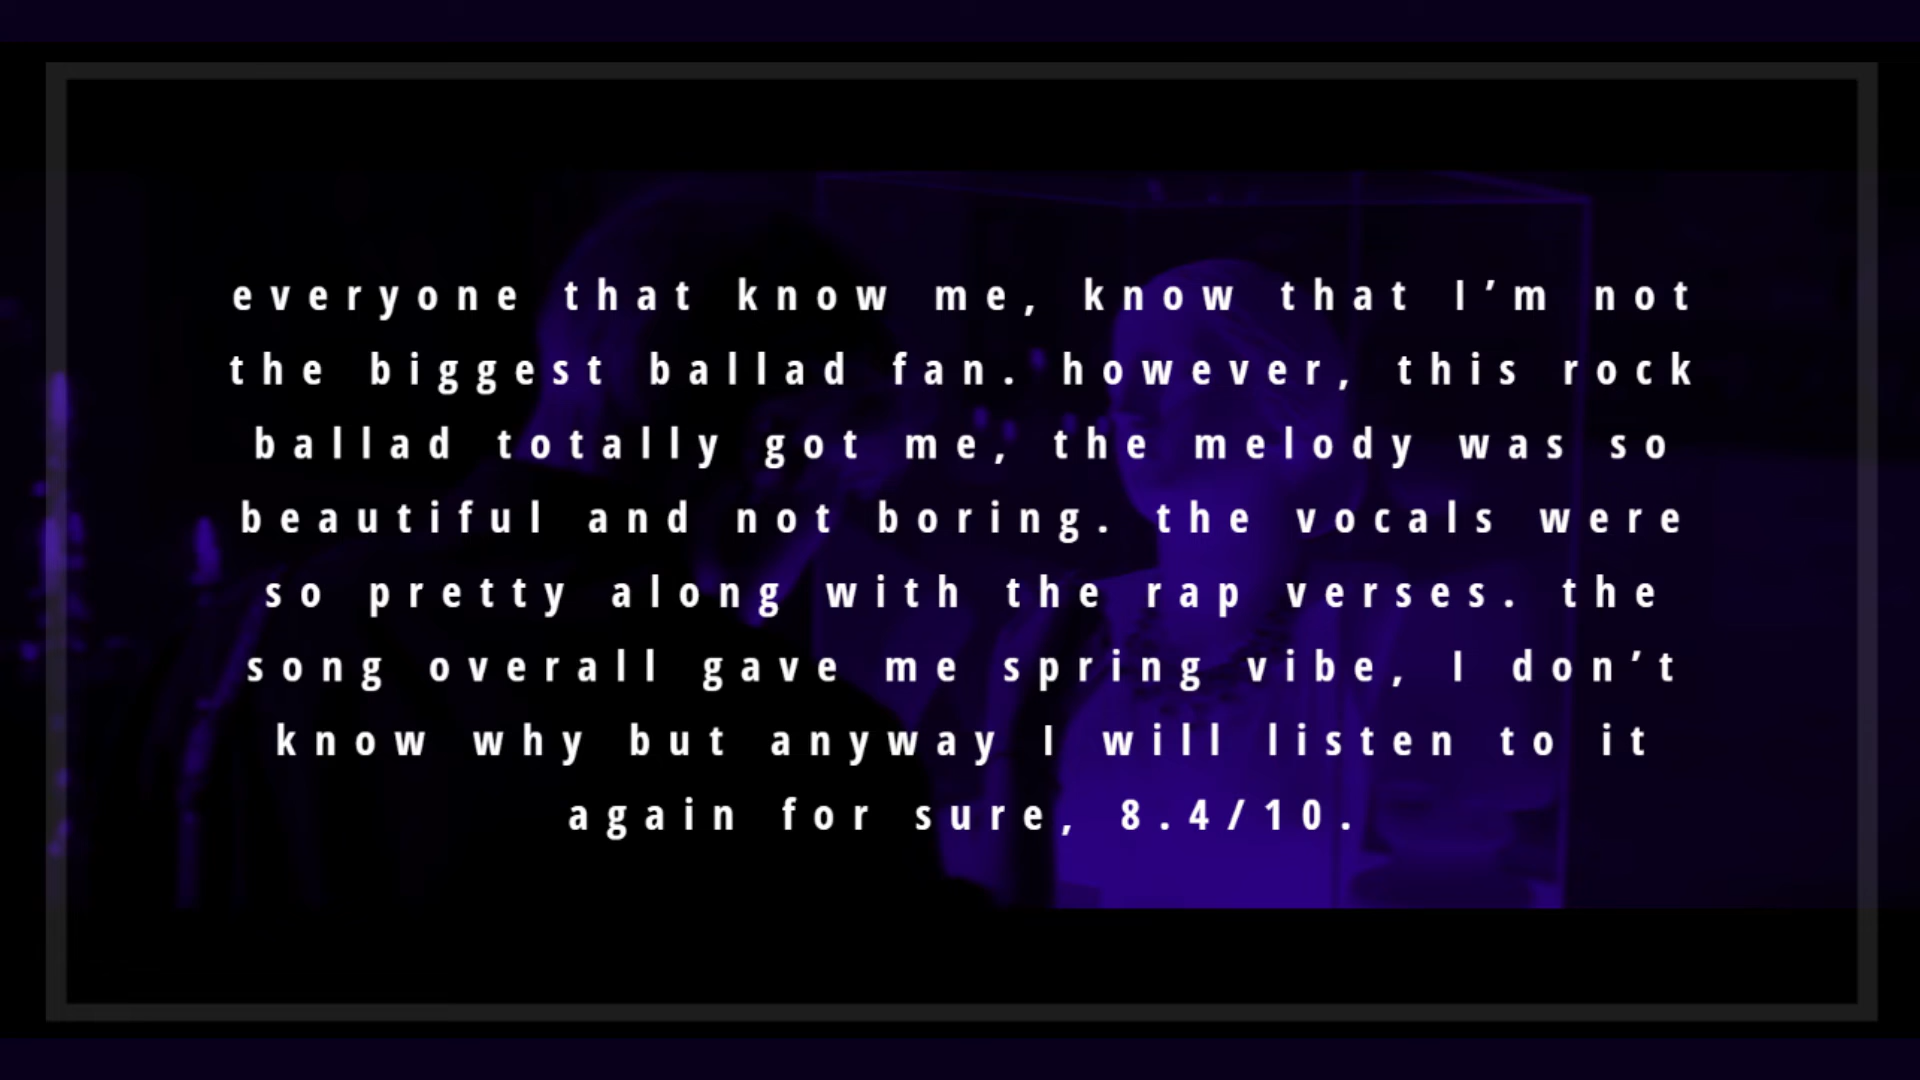 everyone that know me, know that I’m not
the biggest ballad fan. however, this rock
ballad totally got me, the melody was so
beautiful and not boring. the vocals were
so pretty along with the rap verses. the
song overall gave me spring vibe, I don’t
know why but anyway I will listen to it
again for sure, 8.4/10.